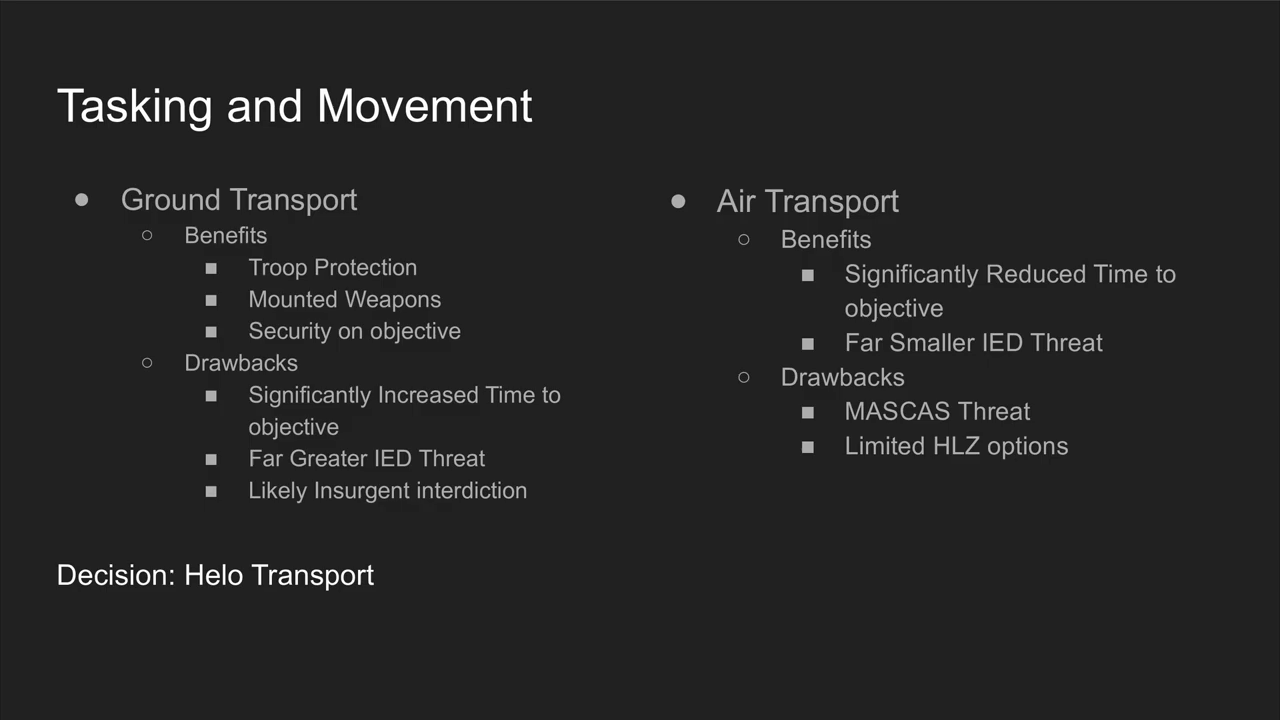 Tasking and Movement
● Ground Transport
○ Benefits
■ Troop Protection
■ Mounted Weapons
■ Security on objective
○ Drawbacks
■ Significantly Increased Time to
objective
■ Far Greater IED Threat
■ Likely Insurgent interdiction
● Air Transport
○ Benefits
■ Significantly Reduced Time to
objective
■ Far Smaller IED Threat
○ Drawbacks
■ MASCAS Threat
■ Limited HLZ options
Decision: Helo Transport